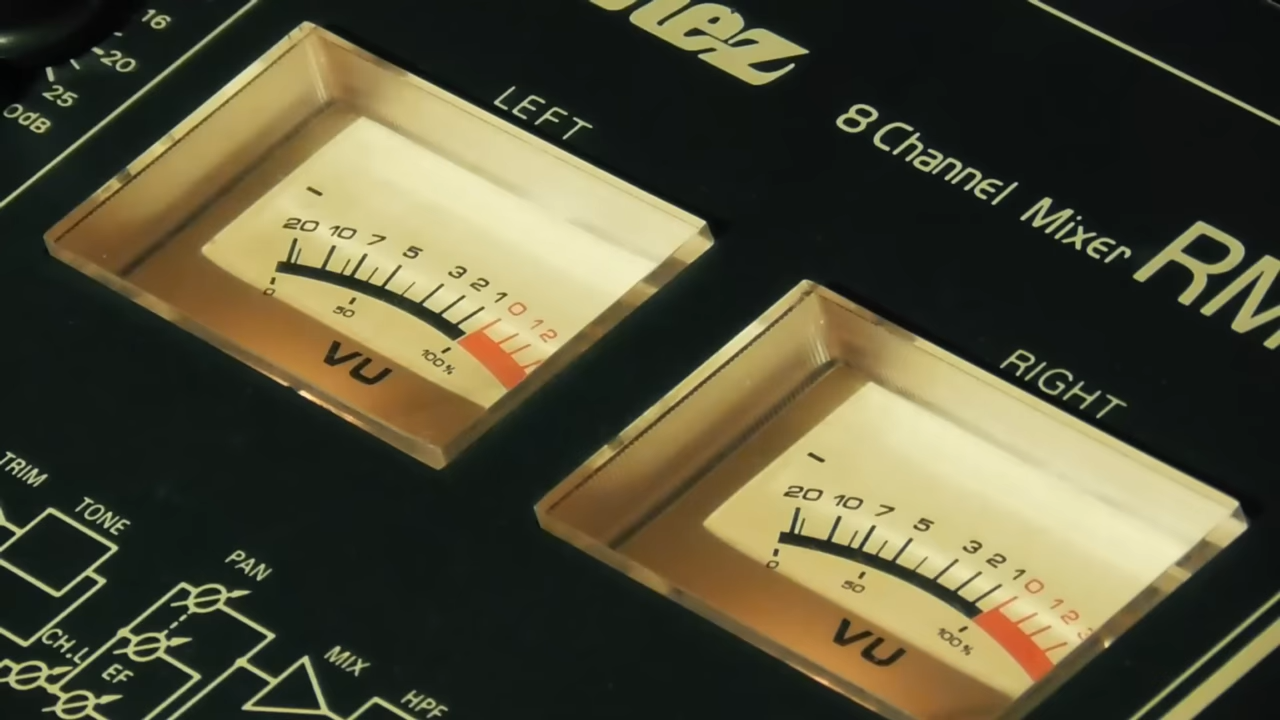 16
20
25
0dB
LEFT
8 Channel Mixer
RM
20 10 7 5 3 2 1 0 1 2
0 50 100%
VU
RIGHT
20 10 7 5 3 2 1 0 1 2 3
0 50 100%
VU
TRIM
TONE
PAN
CH.L
EF
MIX
HPF